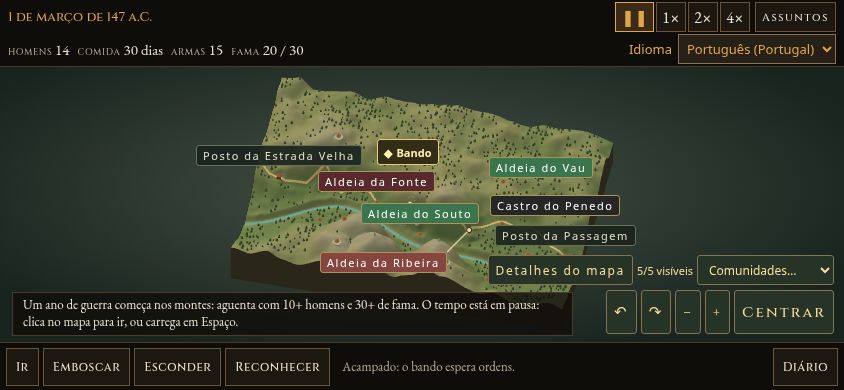 1 DE MARÇO DE 147 A.C.
❚❚ 1× 2× 4× ASSUNTOS
HOMENS 14 COMIDA 30 dias ARMAS 15 FAMA 20 / 30
Idioma Português (Portugal)
Posto da Estrada Velha
◆ Bando
Aldeia do Vau
Aldeia da Fonte
Aldeia do Souto
Castro do Penedo
Posto da Passagem
Aldeia da Ribeira
Detalhes do mapa 5/5 visíveis Comunidades...
Um ano de guerra começa nos montes: aguenta com 10+ homens e 30+ de fama. O tempo está em pausa:
clica no mapa para ir, ou carrega em Espaço.
↶ ↷ − + CENTRAR
IR EMBOSCAR ESCONDER RECONHECER Acampado: o bando espera ordens. DIÁRIO